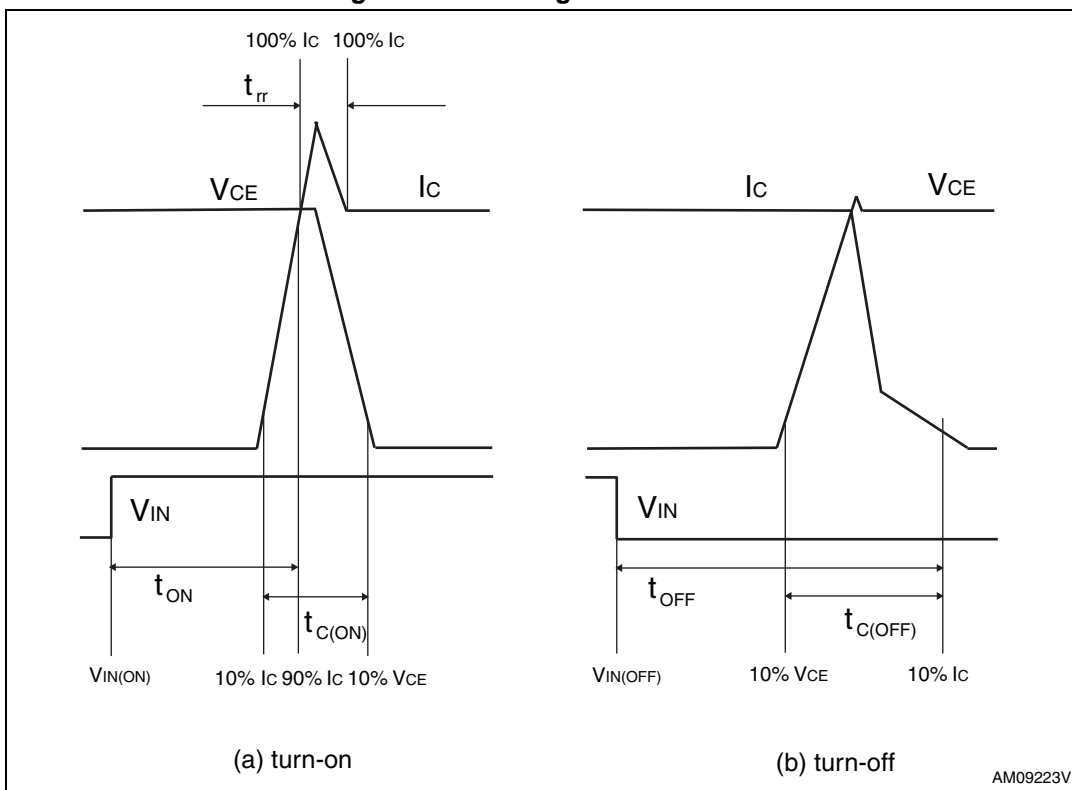 100% IC 100% IC
trr
VCE IC
VIN
tON
tC(ON)
VIN(ON) 10% IC 90% IC 10% VCE
(a) turn-on
IC VCE
VIN
tOFF
tC(OFF)
VIN(OFF) 10% VCE 10% IC
(b) turn-off
AM09223V